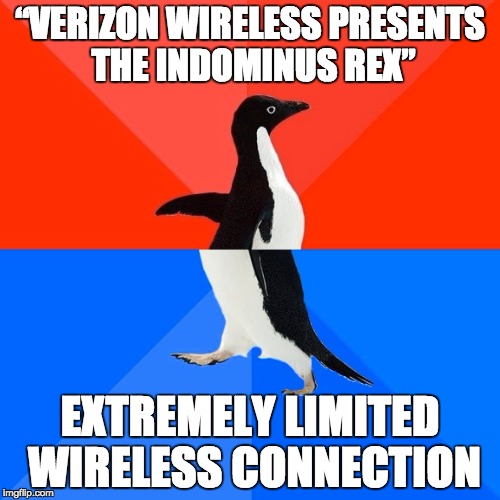 “VERIZON WIRELESS PRESENTS
THE INDOMINUS REX”
EXTREMELY LIMITED
WIRELESS CONNECTION
imgflip.com